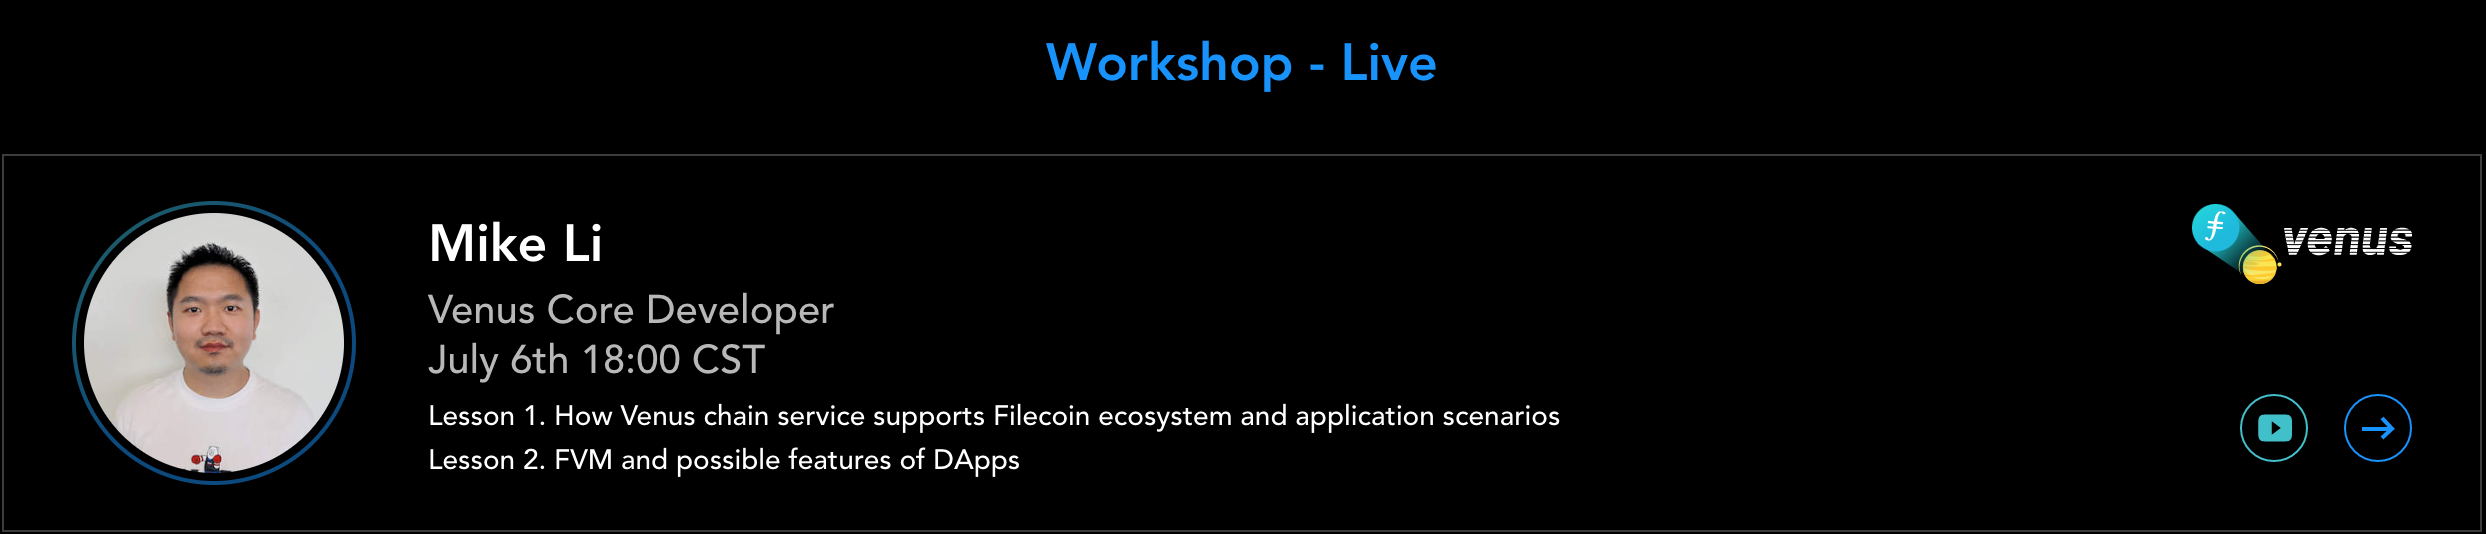 Workshop - Live
Mike Li
venus
Venus Core Developer
July 6th 18:00 CST
Lesson 1. How Venus chain service supports Filecoin ecosystem and application scenarios
Lesson 2. FVM and possible features of DApps